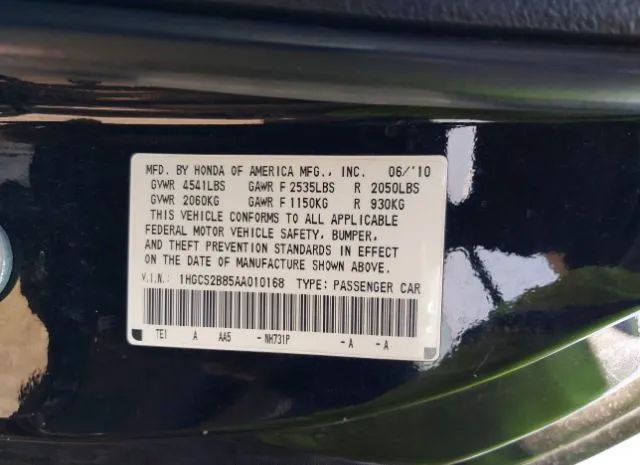 MFD. BY HONDA OF AMERICA MFG., INC. 06/'10
GVWR 4541LBS GAWR F 2535LBS R 2050LBS
GVWR 2060KG GAWR F 1150KG R 930KG
THIS VEHICLE CONFORMS TO ALL APPLICABLE
FEDERAL MOTOR VEHICLE SAFETY, BUMPER,
AND THEFT PREVENTION STANDARDS IN EFFECT
ON THE DATE OF MANUFACTURE SHOWN ABOVE.
V.I.N.: 1HGCS2B85AA010168 TYPE: PASSENGER CAR
TE1 A AA5 -NH731P -A -A